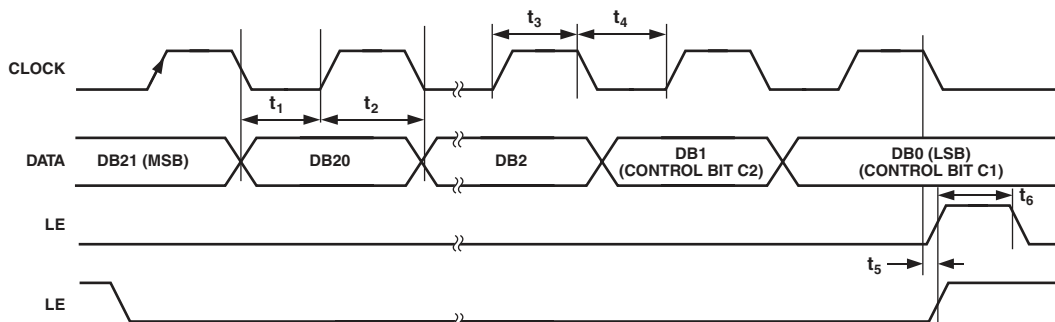 t3
t4
CLOCK
t1
t2
DATA
DB21 (MSB)
DB20
DB2
DB1
(CONTROL BIT C2)
DB0 (LSB)
(CONTROL BIT C1)
t6
LE
t5
LE